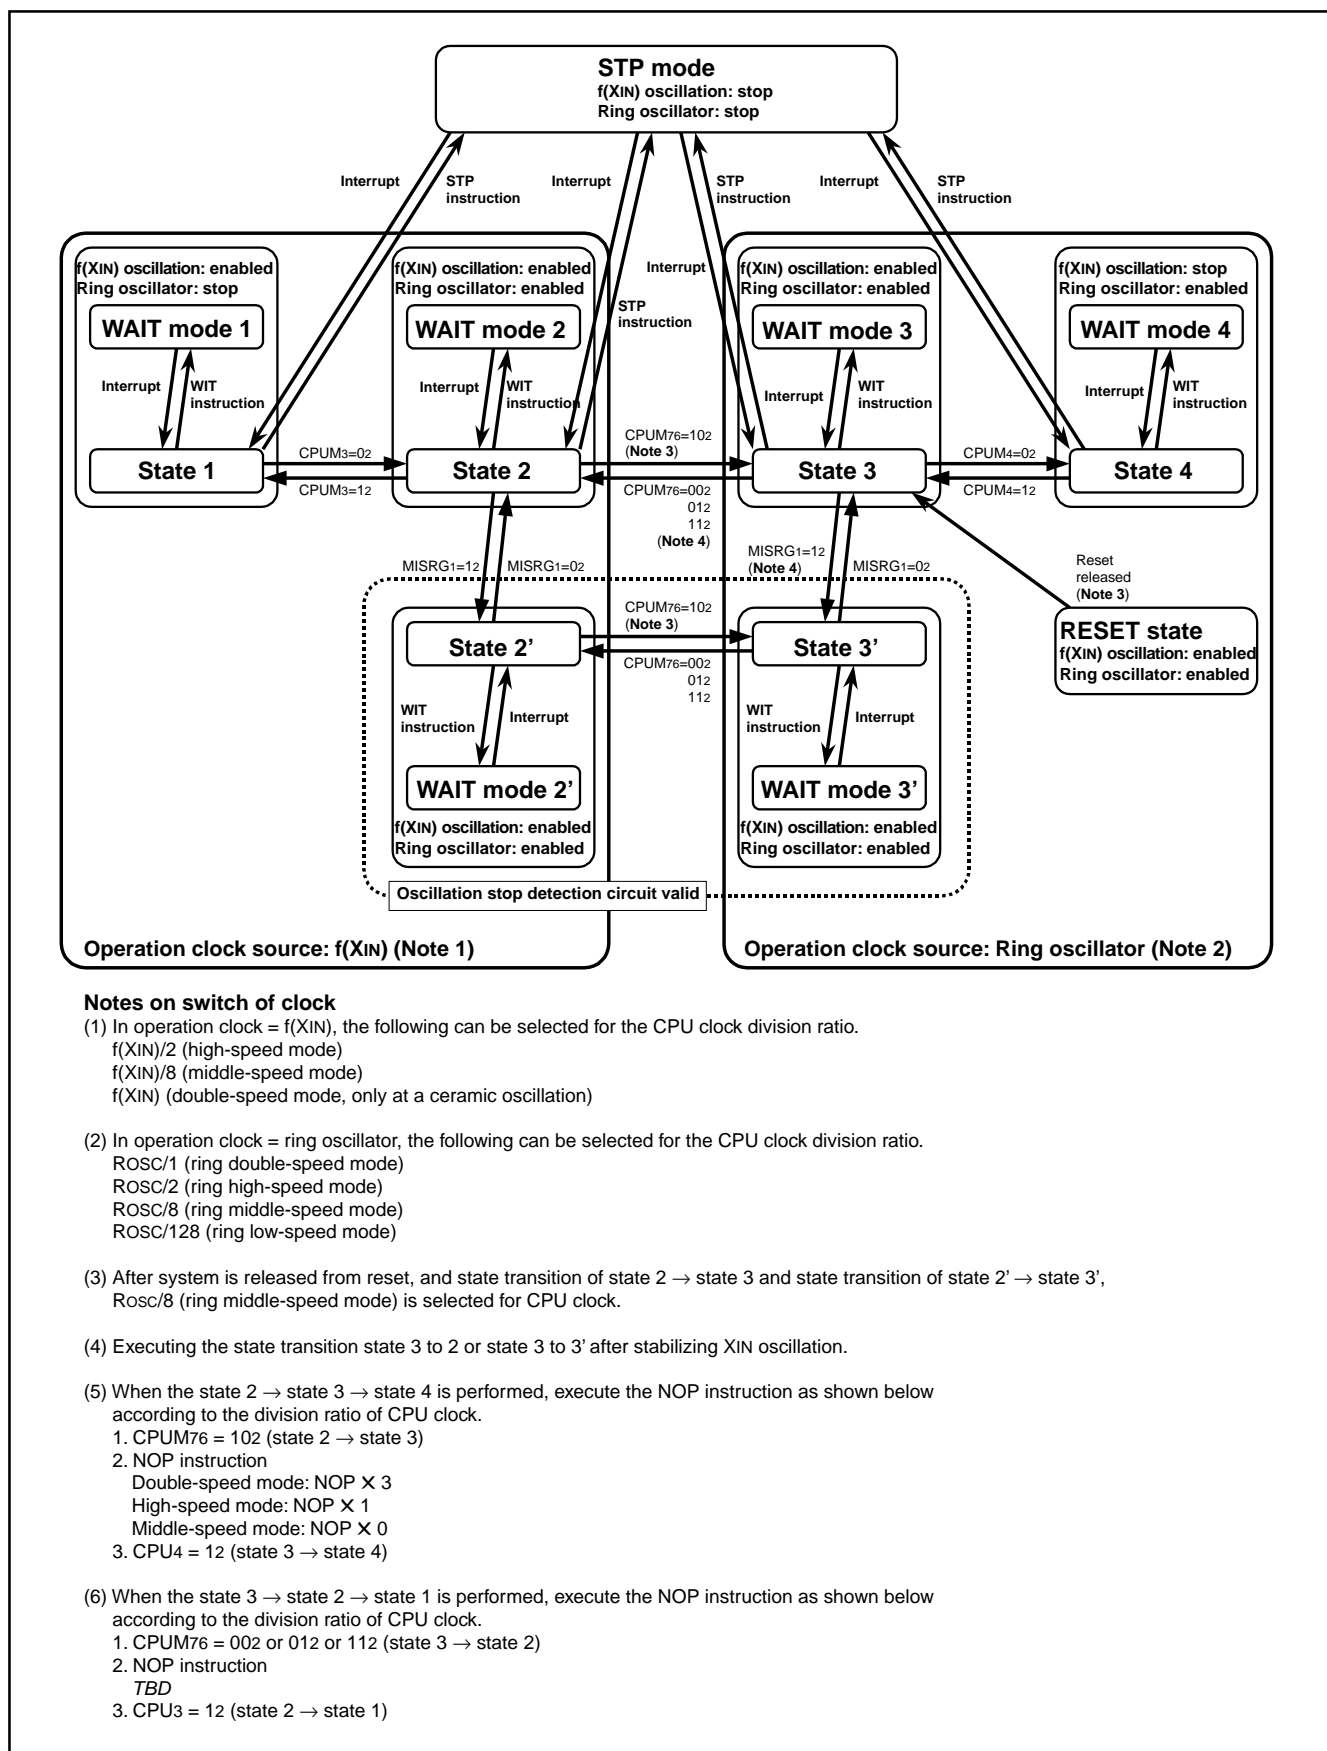 STP mode
f(XIN) oscillation: stop
Ring oscillator: stop
Interrupt
STP
instruction
Interrupt
STP
instruction
Interrupt
STP
instruction
f(XIN) oscillation: enabled
Ring oscillator: stop
WAIT mode 1
Interrupt
WIT
instruction
State 1
CPUM3=02
CPUM3=12
f(XIN) oscillation: enabled
Ring oscillator: enabled
WAIT mode 2
Interrupt
WIT
instruction
State 2
Interrupt
STP
instruction
CPUM76=102
(Note 3)
CPUM76=002
012
112
(Note 4)
f(XIN) oscillation: enabled
Ring oscillator: enabled
WAIT mode 3
Interrupt
WIT
instruction
State 3
CPUM4=02
CPUM4=12
f(XIN) oscillation: stop
Ring oscillator: enabled
WAIT mode 4
Interrupt
WIT
instruction
State 4
MISRG1=12
MISRG1=02
MISRG1=12
(Note 4)
MISRG1=02
Reset
released
(Note 3)
RESET state
f(XIN) oscillation: enabled
Ring oscillator: enabled
State 2’
CPUM76=102
(Note 3)
CPUM76=002
012
112
State 3’
WIT
instruction
Interrupt
WIT
instruction
Interrupt
WAIT mode 2’
f(XIN) oscillation: enabled
Ring oscillator: enabled
WAIT mode 3’
f(XIN) oscillation: enabled
Ring oscillator: enabled
Oscillation stop detection circuit valid
Operation clock source: f(XIN) (Note 1)
Operation clock source: Ring oscillator (Note 2)
Notes on switch of clock
(1) In operation clock = f(XIN), the following can be selected for the CPU clock division ratio.
f(XIN)/2 (high-speed mode)
f(XIN)/8 (middle-speed mode)
f(XIN) (double-speed mode, only at a ceramic oscillation)
(2) In operation clock = ring oscillator, the following can be selected for the CPU clock division ratio.
ROSC/1 (ring double-speed mode)
ROSC/2 (ring high-speed mode)
ROSC/8 (ring middle-speed mode)
ROSC/128 (ring low-speed mode)
(3) After system is released from reset, and state transition of state 2 → state 3 and state transition of state 2’ → state 3’,
ROSC/8 (ring middle-speed mode) is selected for CPU clock.
(4) Executing the state transition state 3 to 2 or state 3 to 3’ after stabilizing XIN oscillation.
(5) When the state 2 → state 3 → state 4 is performed, execute the NOP instruction as shown below
according to the division ratio of CPU clock.
1. CPUM76 = 102 (state 2 → state 3)
2. NOP instruction
Double-speed mode: NOP ✕ 3
High-speed mode: NOP ✕ 1
Middle-speed mode: NOP ✕ 0
3. CPU4 = 12 (state 3 → state 4)
(6) When the state 3 → state 2 → state 1 is performed, execute the NOP instruction as shown below
according to the division ratio of CPU clock.
1. CPUM76 = 002 or 012 or 112 (state 3 → state 2)
2. NOP instruction
TBD
3. CPU3 = 12 (state 2 → state 1)